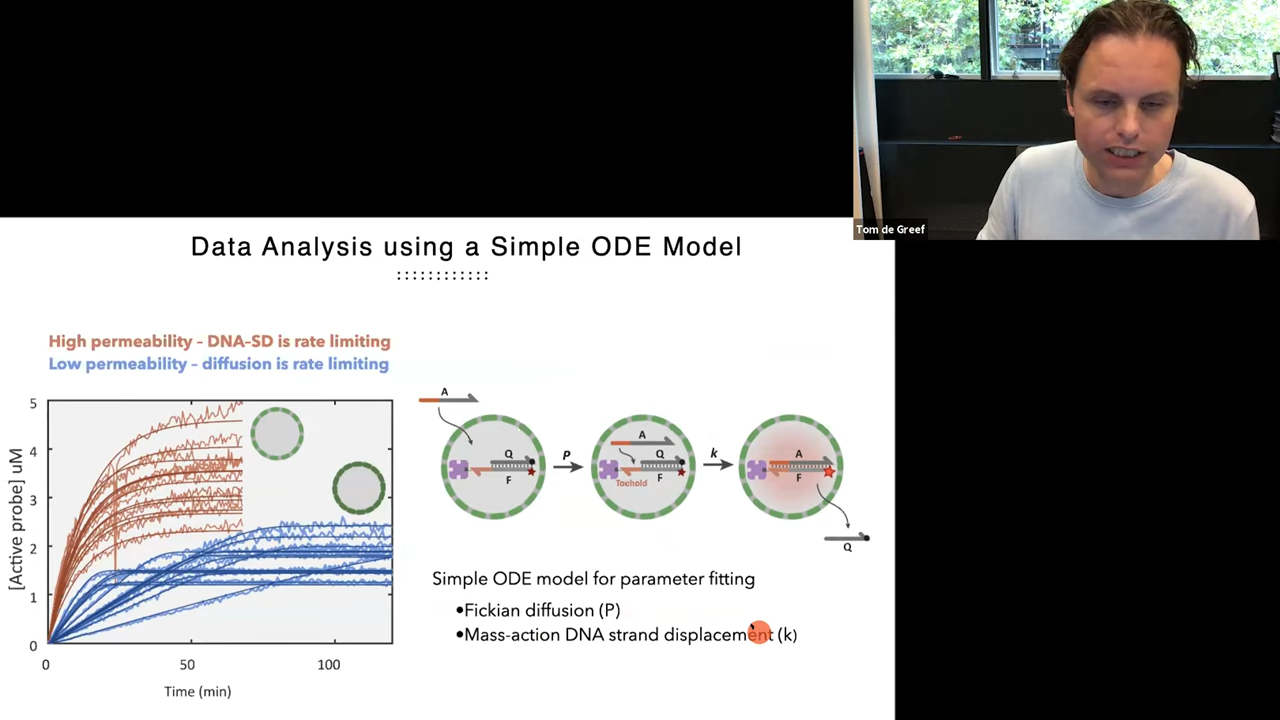 Tom de Greef
Data Analysis using a Simple ODE Model
High permeability – DNA-SD is rate limiting
Low permeability – diffusion is rate limiting
[Active probe] uM
5
4
3
2
1
0
0
50
100
Time (min)
A
Q
F
P
A
Q
F
Toehold
k
A
F
Q
Simple ODE model for parameter fitting
•Fickian diffusion (P)
•Mass-action DNA strand displacement (k)